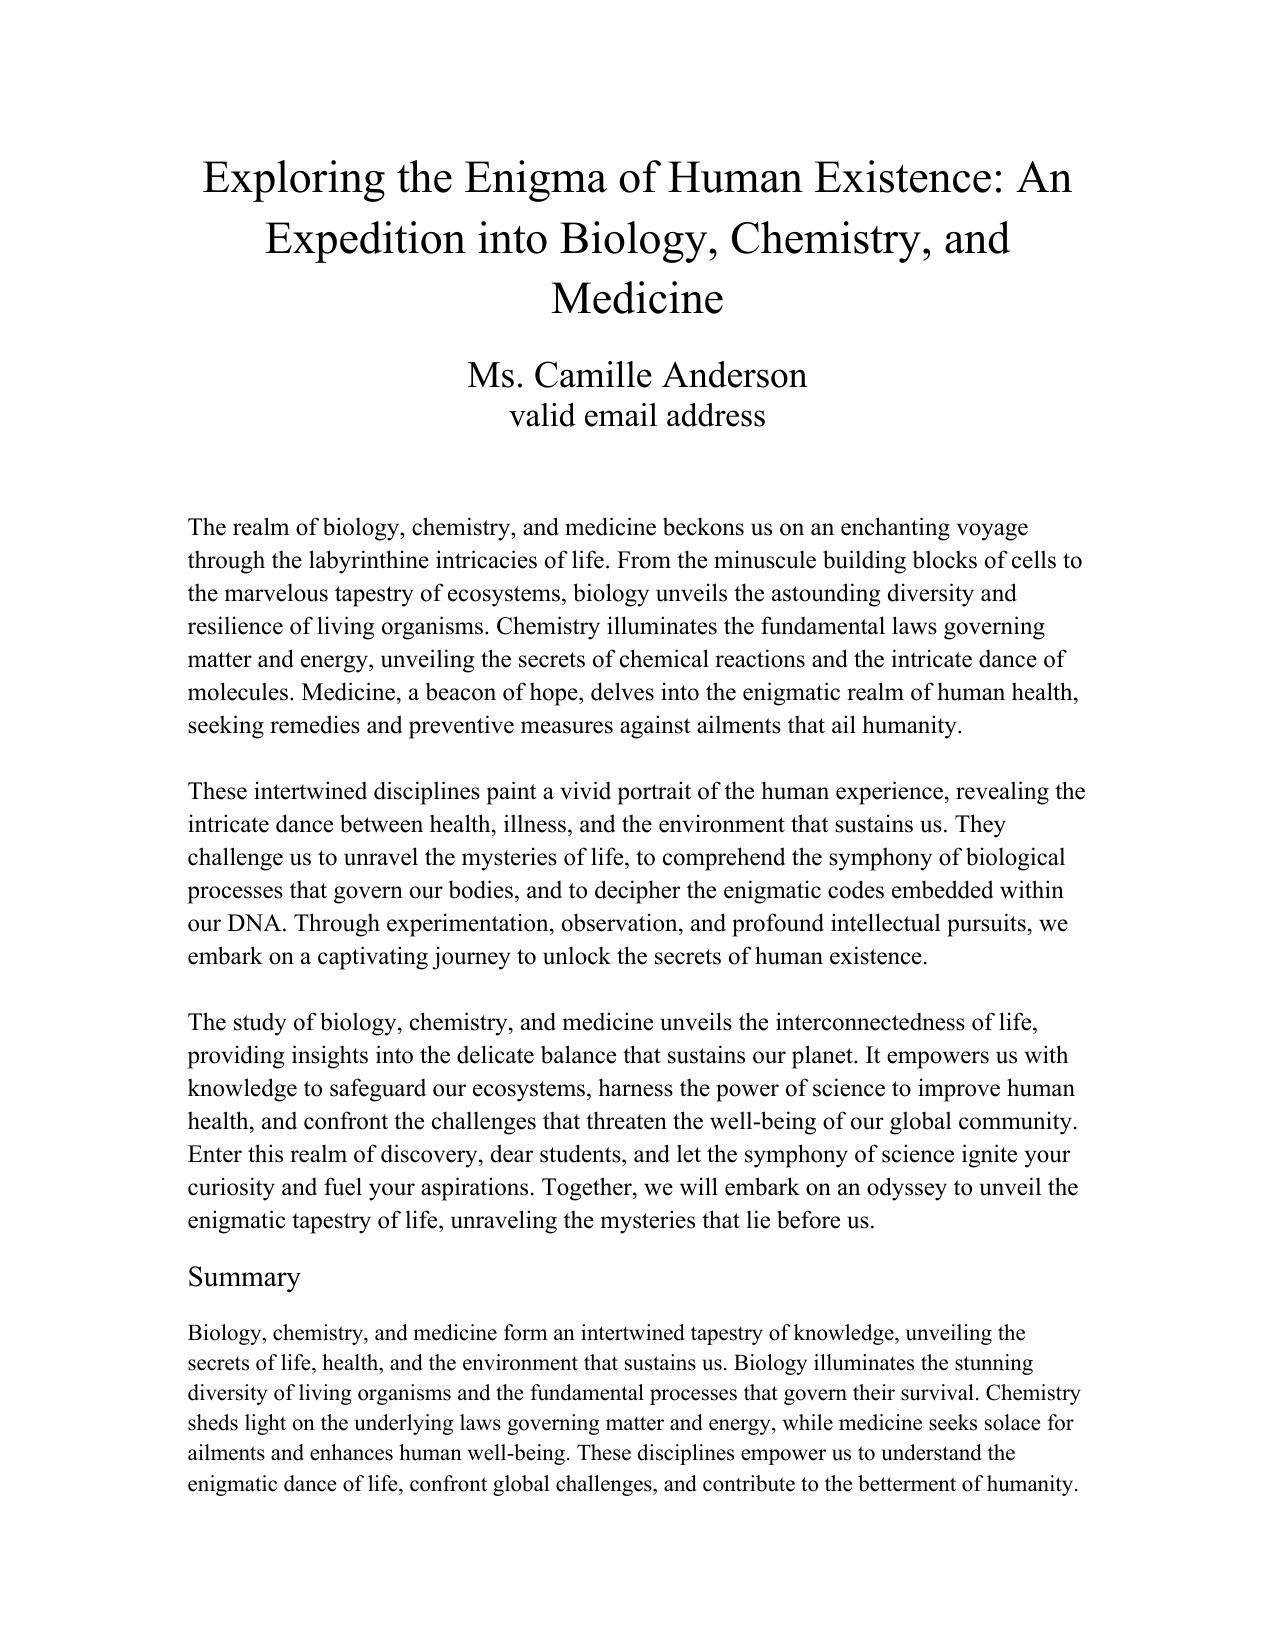 Exploring the Enigma of Human Existence: An
Expedition into Biology, Chemistry, and
Medicine
Ms. Camille Anderson
valid email address
The realm of biology, chemistry, and medicine beckons us on an enchanting voyage
through the labyrinthine intricacies of life. From the minuscule building blocks of cells to
the marvelous tapestry of ecosystems, biology unveils the astounding diversity and
resilience of living organisms. Chemistry illuminates the fundamental laws governing
matter and energy, unveiling the secrets of chemical reactions and the intricate dance of
molecules. Medicine, a beacon of hope, delves into the enigmatic realm of human health,
seeking remedies and preventive measures against ailments that ail humanity.
These intertwined disciplines paint a vivid portrait of the human experience, revealing the
intricate dance between health, illness, and the environment that sustains us. They
challenge us to unravel the mysteries of life, to comprehend the symphony of biological
processes that govern our bodies, and to decipher the enigmatic codes embedded within
our DNA. Through experimentation, observation, and profound intellectual pursuits, we
embark on a captivating journey to unlock the secrets of human existence.
The study of biology, chemistry, and medicine unveils the interconnectedness of life,
providing insights into the delicate balance that sustains our planet. It empowers us with
knowledge to safeguard our ecosystems, harness the power of science to improve human
health, and confront the challenges that threaten the well-being of our global community.
Enter this realm of discovery, dear students, and let the symphony of science ignite your
curiosity and fuel your aspirations. Together, we will embark on an odyssey to unveil the
enigmatic tapestry of life, unraveling the mysteries that lie before us.
Summary
Biology, chemistry, and medicine form an intertwined tapestry of knowledge, unveiling the
secrets of life, health, and the environment that sustains us. Biology illuminates the stunning
diversity of living organisms and the fundamental processes that govern their survival. Chemistry
sheds light on the underlying laws governing matter and energy, while medicine seeks solace for
ailments and enhances human well-being. These disciplines empower us to understand the
enigmatic dance of life, confront global challenges, and contribute to the betterment of humanity.